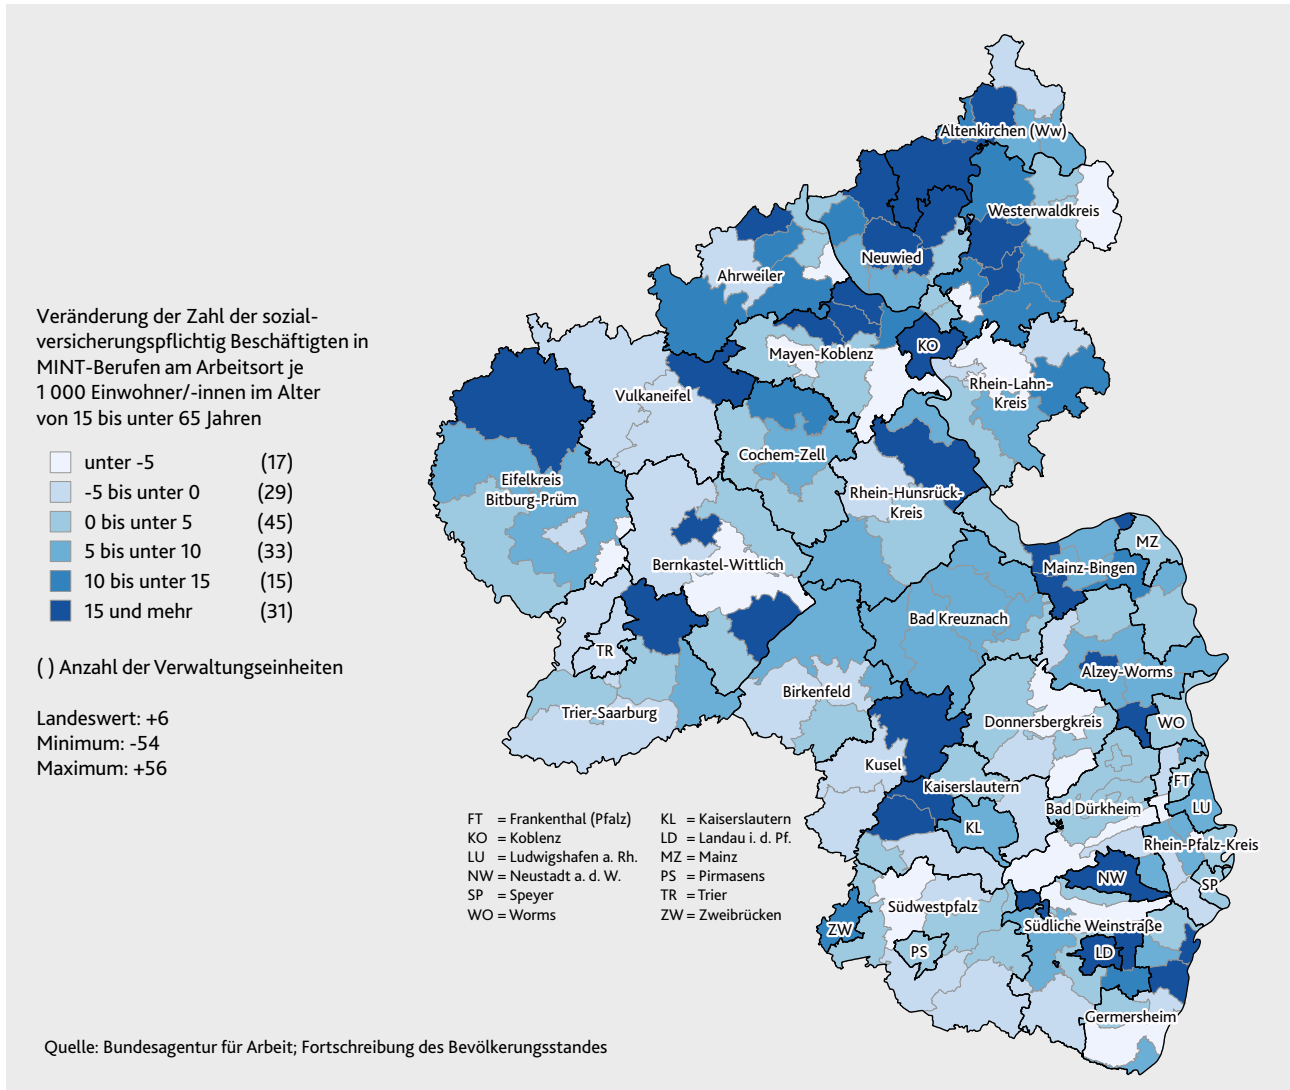 Altenkirchen (Ww)
Westerwaldkreis
Neuwied
Ahrweiler
Veränderung der Zahl der sozial-
versicherungspflichtig Beschäftigten in
MINT-Berufen am Arbeitsort je
1 000 Einwohner/-innen im Alter
von 15 bis unter 65 Jahren
unter -5 (17)
-5 bis unter 0 (29)
0 bis unter 5 (45)
5 bis unter 10 (33)
10 bis unter 15 (15)
15 und mehr (31)
( ) Anzahl der Verwaltungseinheiten
Landeswert: +6
Minimum: -54
Maximum: +56
KO
Mayen-Koblenz
Rhein-Lahn-
Kreis
Vulkaneifel
Cochem-Zell
Eifelkreis
Bitburg-Prüm
Rhein-Hunsrück-
Kreis
MZ
Mainz-Bingen
Bernkastel-Wittlich
Bad Kreuznach
TR
Alzey-Worms
Birkenfeld
Trier-Saarburg
Donnersbergkreis
WO
Kusel
Kaiserslautern
FT
Bad Dürkheim
LU
KL
Rhein-Pfalz-Kreis
NW
SP
Südwestpfalz
Südliche Weinstraße
ZW
PS
LD
Germersheim
FT = Frankenthal (Pfalz)
KO = Koblenz
LU = Ludwigshafen a. Rh.
NW = Neustadt a. d. W.
SP = Speyer
WO = Worms
KL = Kaiserslautern
LD = Landau i. d. Pf.
MZ = Mainz
PS = Pirmasens
TR = Trier
ZW = Zweibrücken
Quelle: Bundesagentur für Arbeit; Fortschreibung des Bevölkerungsstandes